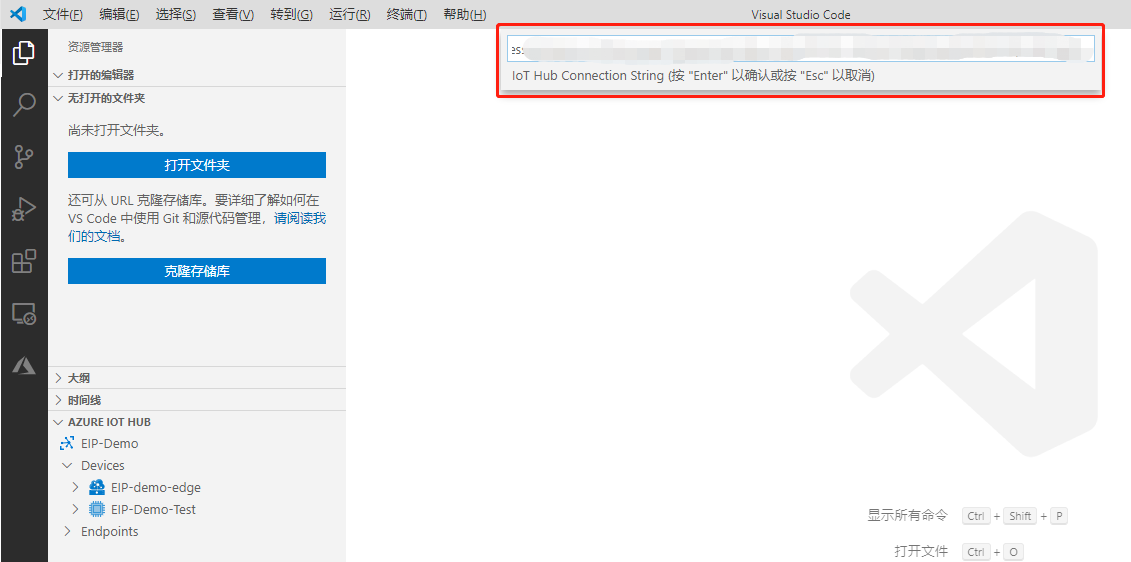 文件(F) 编辑(E) 选择(S) 查看(V) 转到(G) 运行(R) 终端(T) 帮助(H) Visual Studio Code
资源管理器
打开的编辑器
无打开的文件夹
尚未打开文件夹。
打开文件夹
还可从 URL 克隆存储库。要详细了解如何在
VS Code 中使用 Git 和源代码管理，请阅读我
们的文档。
克隆存储库
大纲
时间线
AZURE IOT HUB
EIP-Demo
Devices
EIP-demo-edge
EIP-Demo-Test
Endpoints
IoT Hub Connection String (按 "Enter" 以确认或按 "Esc" 以取消)
显示所有命令 Ctrl + Shift + P
打开文件 Ctrl + O